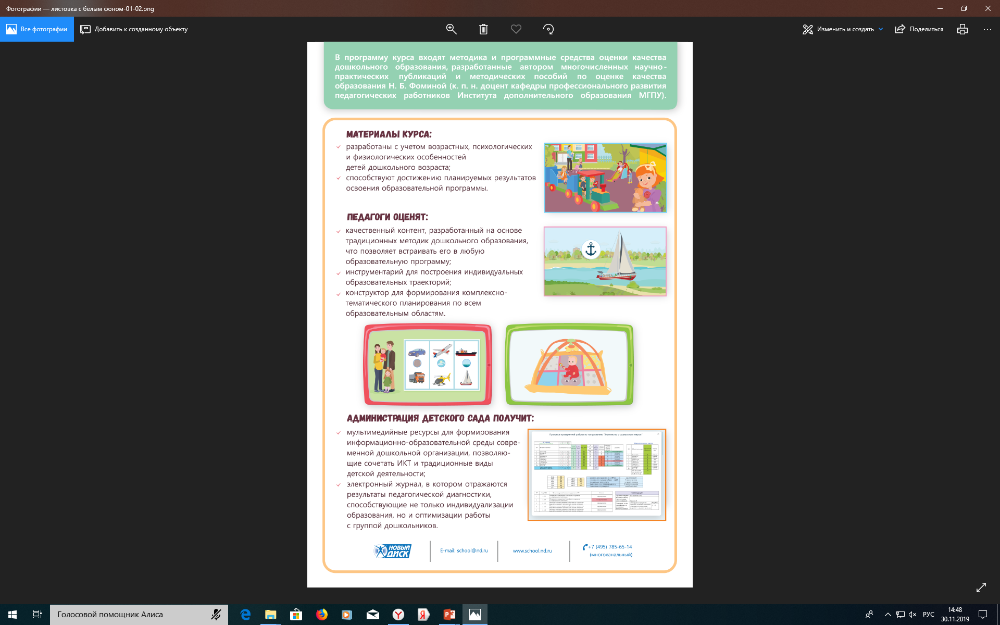 Фотографии — листовка с белым фоном-01-02.png
Все фотографии
Добавить к созданному объекту
Изменить и создать
Поделиться
В программу курса входят методика и программные средства оценки качества
дошкольного образования, разработанные автором многочисленных научно-
практических публикаций и методических пособий по оценке качества
образования Н. Б. Фоминой (к. п. н. доцент кафедры профессионального развития
педагогических работников Института дополнительного образования МГПУ).
МАТЕРИАЛЫ КУРСА:
разработаны с учетом возрастных, психологических
и физиологических особенностей
детей дошкольного возраста;
способствуют достижению планируемых результатов
освоения образовательной программы.
ПЕДАГОГИ ОЦЕНЯТ:
качественный контент, разработанный на основе
традиционных методик дошкольного образования,
что позволяет встраивать его в любую
образовательную программу;
инструментарий для построения индивидуальных
образовательных траекторий;
конструктор для формирования комплексно-
тематического планирования по всем
образовательным областям.
АДМИНИСТРАЦИЯ ДЕТСКОГО САДА ПОЛУЧИТ:
мультимедийные ресурсы для формирования
информационно-образовательной среды совре-
менной дошкольной организации, позволяю-
щие сочетать ИКТ и традиционные виды
детской деятельности;
электронный журнал, в котором отражаются
результаты педагогической диагностики,
способствующие не только индивидуализации
образования, но и оптимизации работы
с группой дошкольников.
Протокол проверочной работы по направлению "Знакомство с социальным миром"
НОВЫЙ
ДИСК
E-mail: school@nd.ru
www.school.nd.ru
+7 (495) 785-65-14
(многоканальный)
Голосовой помощник Алиса
РУС
14:48
30.11.2019